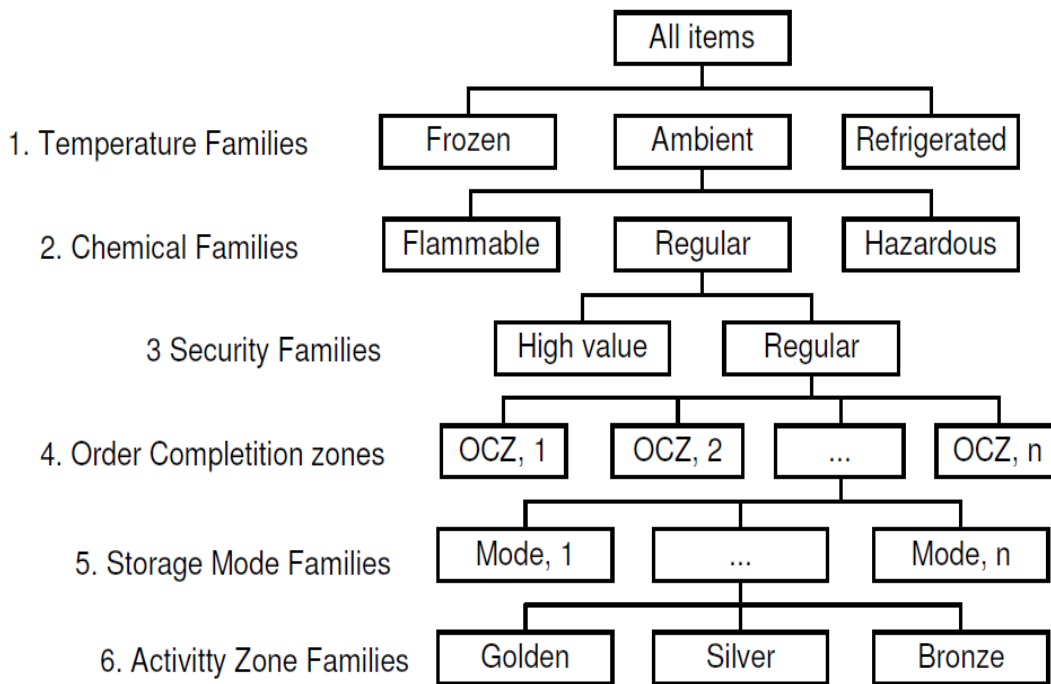 All items
1. Temperature Families
Frozen
Ambient
Refrigerated
2. Chemical Families
Flammable
Regular
Hazardous
3 Security Families
High value
Regular
4. Order Completition zones
OCZ, 1
OCZ, 2
...
OCZ, n
5. Storage Mode Families
Mode, 1
...
Mode, n
6. Activitty Zone Families
Golden
Silver
Bronze